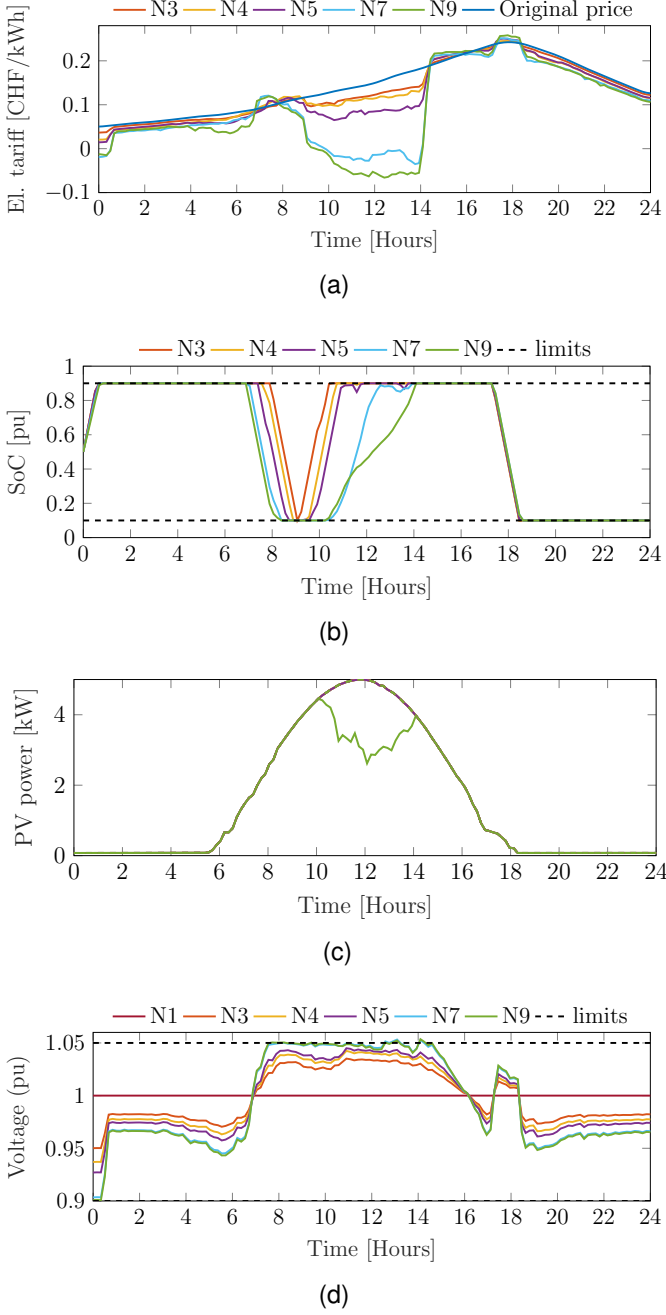 N3 N4 N5 N7 N9 Original price
El. tariff [CHF/kWh]
0.2
0.1
0
−0.1
0 2 4 6 8 10 12 14 16 18 20 22 24
Time [Hours]
(a)
N3 N4 N5 N7 N9 limits
SoC [pu]
1
0.8
0.6
0.4
0.2
0
0 2 4 6 8 10 12 14 16 18 20 22 24
Time [Hours]
(b)
PV power [kW]
4
2
0
0 2 4 6 8 10 12 14 16 18 20 22 24
Time [Hours]
(c)
N1 N3 N4 N5 N7 N9 limits
Voltage (pu)
1.05
1
0.95
0.9
0 2 4 6 8 10 12 14 16 18 20 22 24
Time [Hours]
(d)